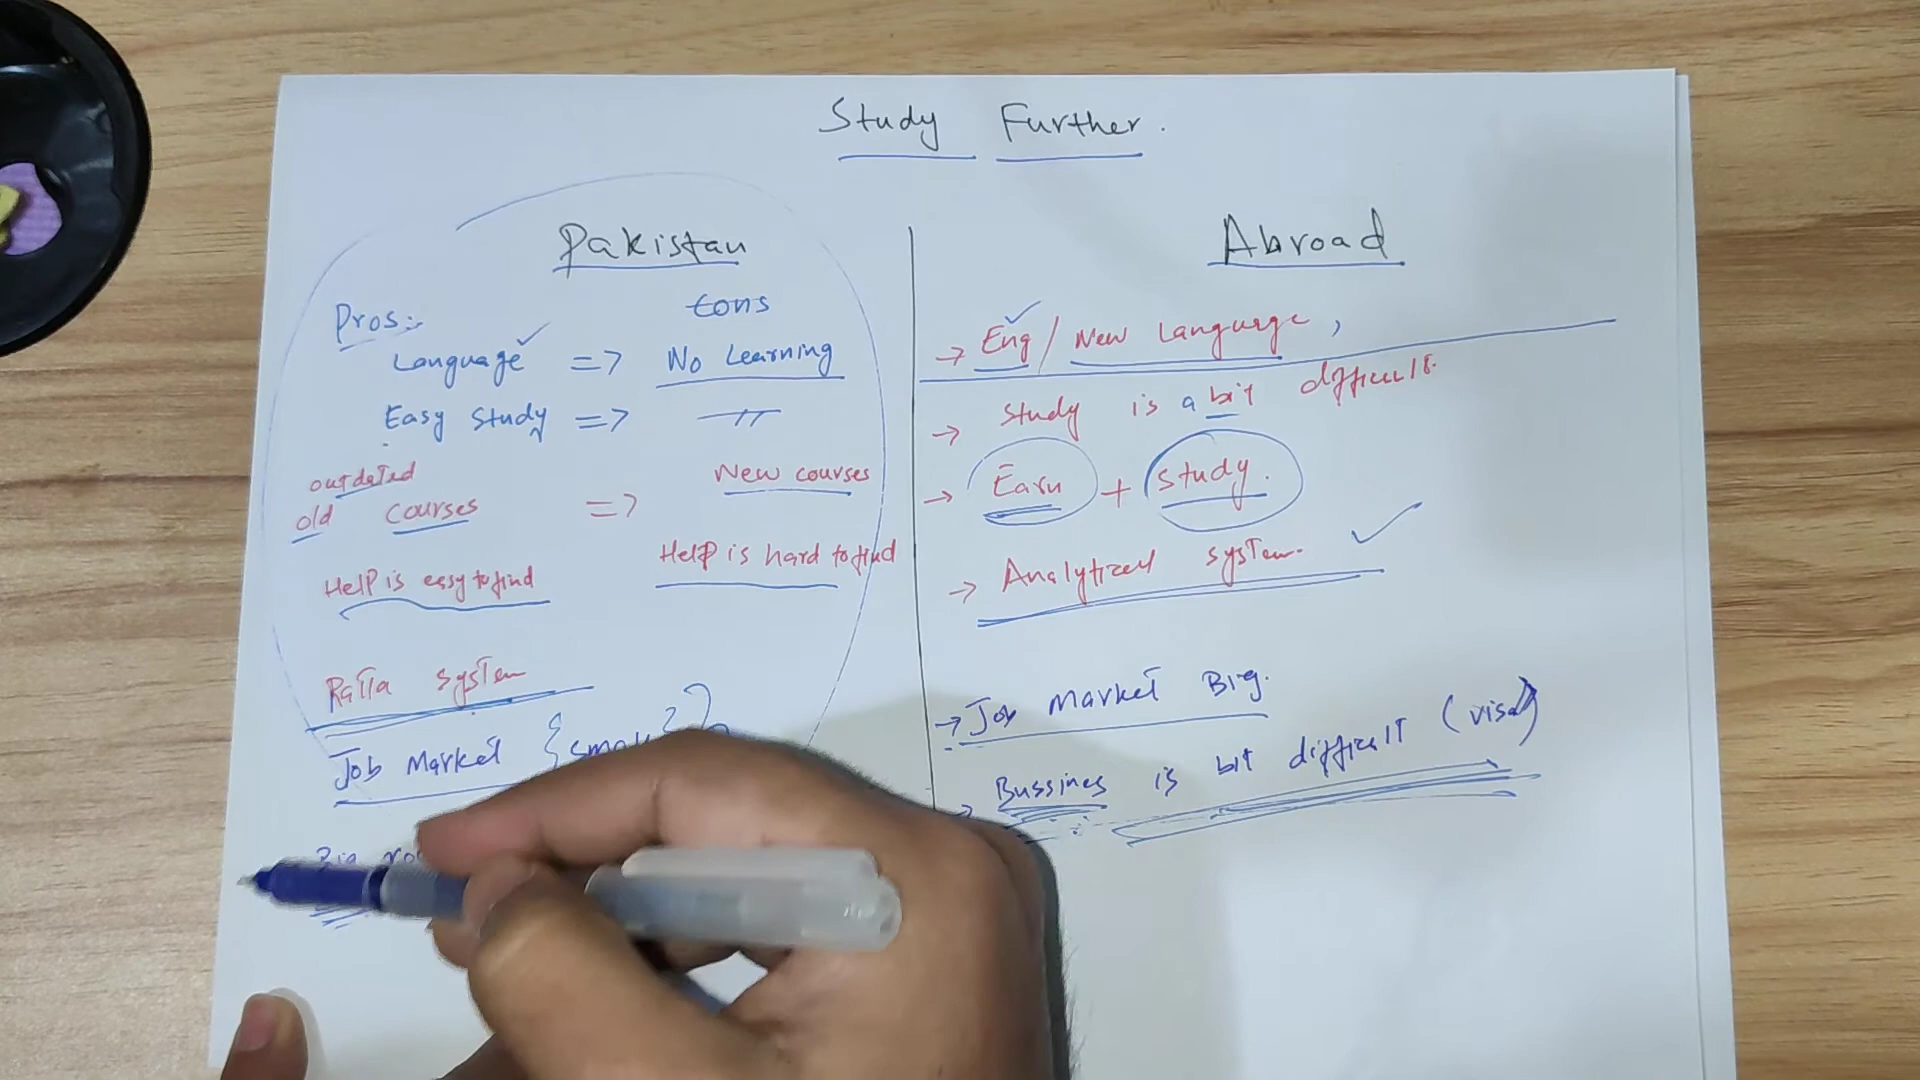 Study Further.
Pakistan
Pros:-
cons
Language => No Learning
Easy Study => —〃—
outdated
old courses => New courses
Help is easy to find
Help is hard to find
Ratta system
Job Market {small}
Big
Abroad
→ Eng / New Language,
→ Study is a bit difficult.
→ Earn + study.
→ Analytical system.
→ Job Market Big.
→ Bussines is bit difficult (visa)